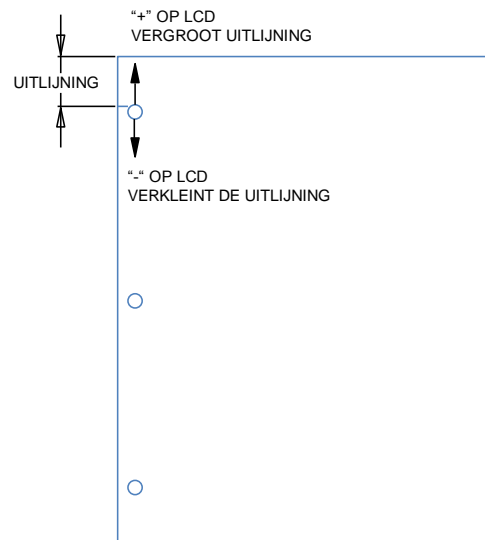 “+” OP LCD
VERGROOT UITLIJNING
UITLIJNING
“-“ OP LCD
VERKLEINT DE UITLIJNING